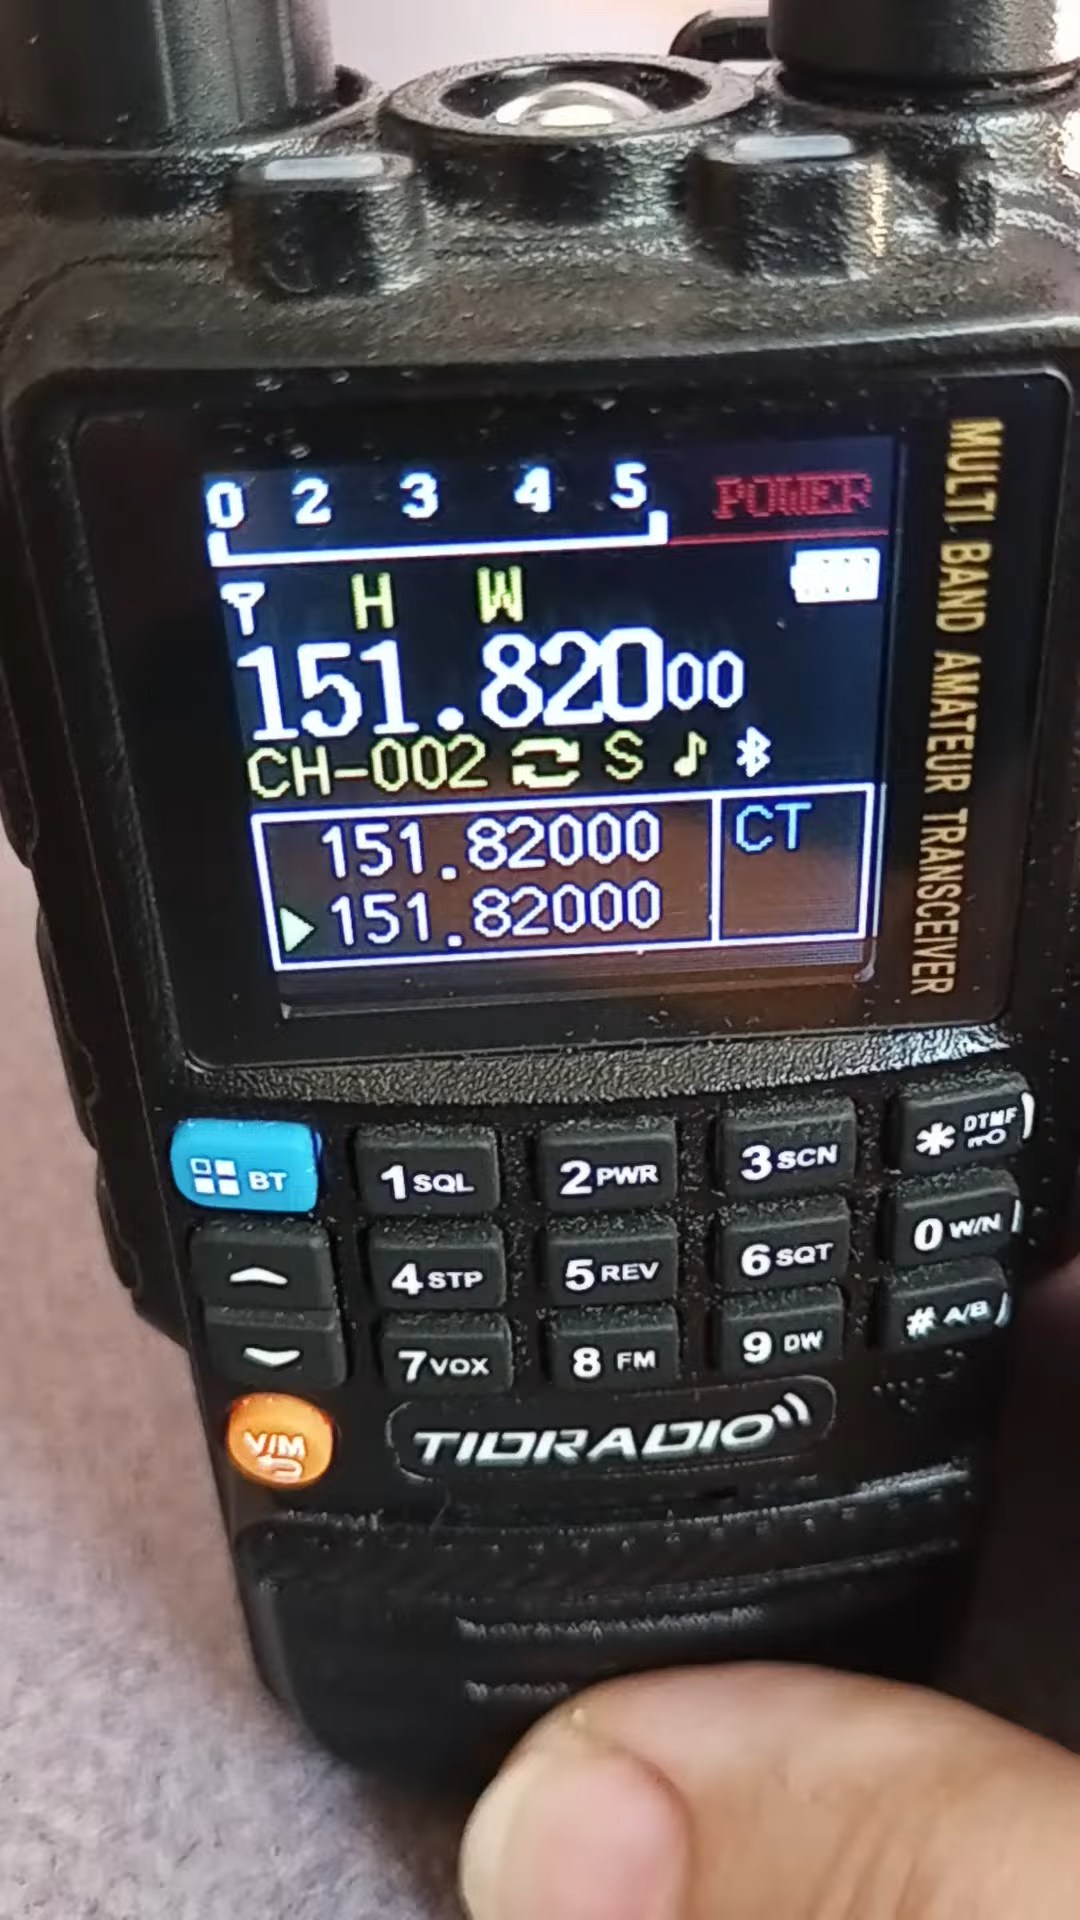 0 2 3 4 5 POWER
H W
151.82000
CH-002 S
151.82000 CT
151.82000
MULTI BAND AMATEUR TRANSCEIVER
BT 1 SQL 2 PWR 3 SCN * DTMF
4 STP 5 REV 6 SQT 0 W/N
7 VOX 8 FM 9 DW # A/B
V/M
TIDRADIO